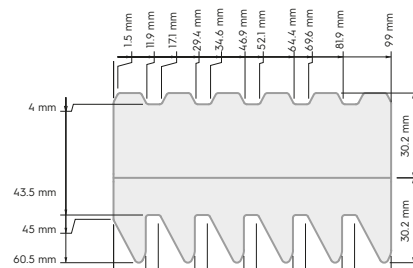 1.5 mm
11.9 mm
17.1 mm
29.4 mm
34.6 mm
46.9 mm
52.1 mm
64.4 mm
69.6 mm
81.9 mm
99 mm
4 mm
43.5 mm
45 mm
60.5 mm
30.2 mm
30.2 mm